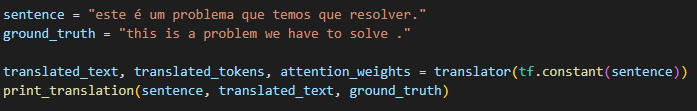 sentence = "este é um problema que temos que resolver."
ground_truth = "this is a problem we have to solve ."
translated_text, translated_tokens, attention_weights = translator(tf.constant(sentence))
print_translation(sentence, translated_text, ground_truth)